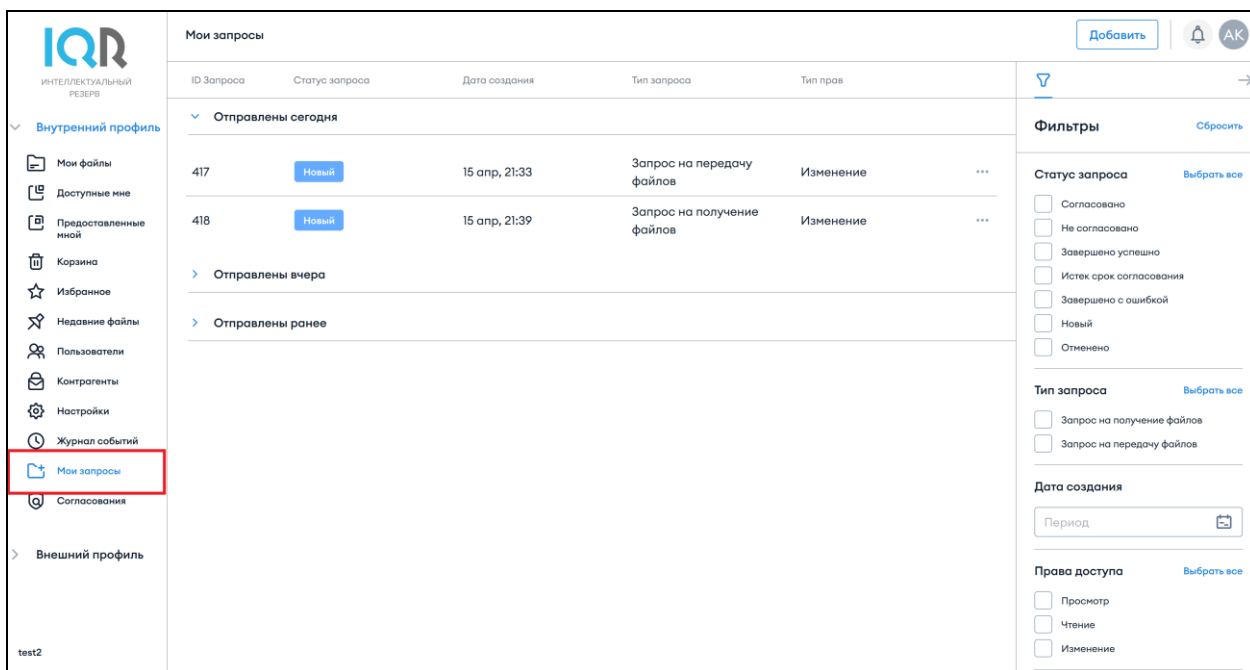 IQR
ИНТЕЛЛЕКТУАЛЬНЫЙ
РЕЗЕРВ
Внутренний профиль
Мои файлы
Доступные мне
Предоставленные
мной
Корзина
Избранное
Недавние файлы
Пользователи
Контрагенты
Настройки
Журнал событий
Мои запросы
Согласования
Внешний профиль
test2
Мои запросы
Добавить
AK
ID Запроса Статус запроса Дата создания Тип запроса Тип прав
Отправлены сегодня
417 Новый 15 апр, 21:33 Запрос на передачу
файлов Изменение
418 Новый 15 апр, 21:39 Запрос на получение
файлов Изменение
Отправлены вчера
Отправлены ранее
Фильтры Сбросить
Статус запроса Выбрать все
Согласовано
Не согласовано
Завершено успешно
Истек срок согласования
Завершено с ошибкой
Новый
Отменено
Тип запроса Выбрать все
Запрос на получение файлов
Запрос на передачу файлов
Дата создания
Период
Права доступа Выбрать все
Просмотр
Чтение
Изменение